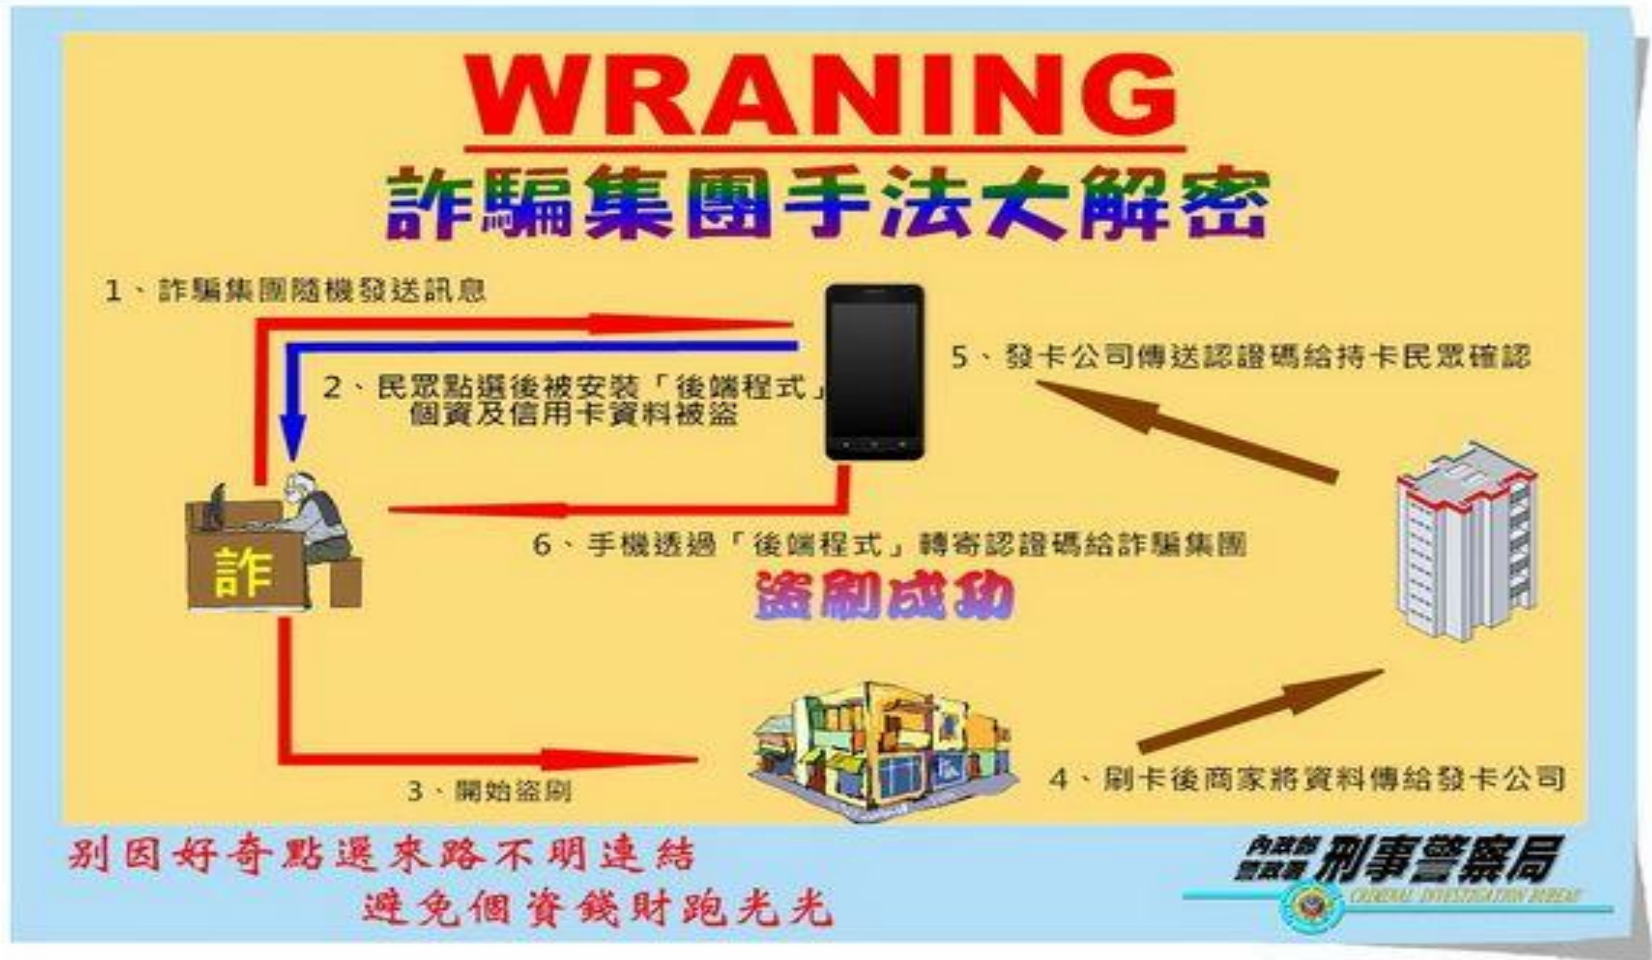 WRANING
詐騙集團手法大解密
1、詐騙集團隨機發送訊息
2、民眾點選後被安裝「後端程式」
個資及信用卡資料被盜
5、發卡公司傳送認證碼給持卡民眾確認
6、手機透過「後端程式」轉寄認證碼給詐騙集團
盜刷成功
詐
3、開始盜刷
4、刷卡後商家將資料傳給發卡公司
別因好奇點選來路不明連結
避免個資錢財跑光光
內政部
警政署
刑事警察局
CRIMINAL INVESTIGATION BUREAU